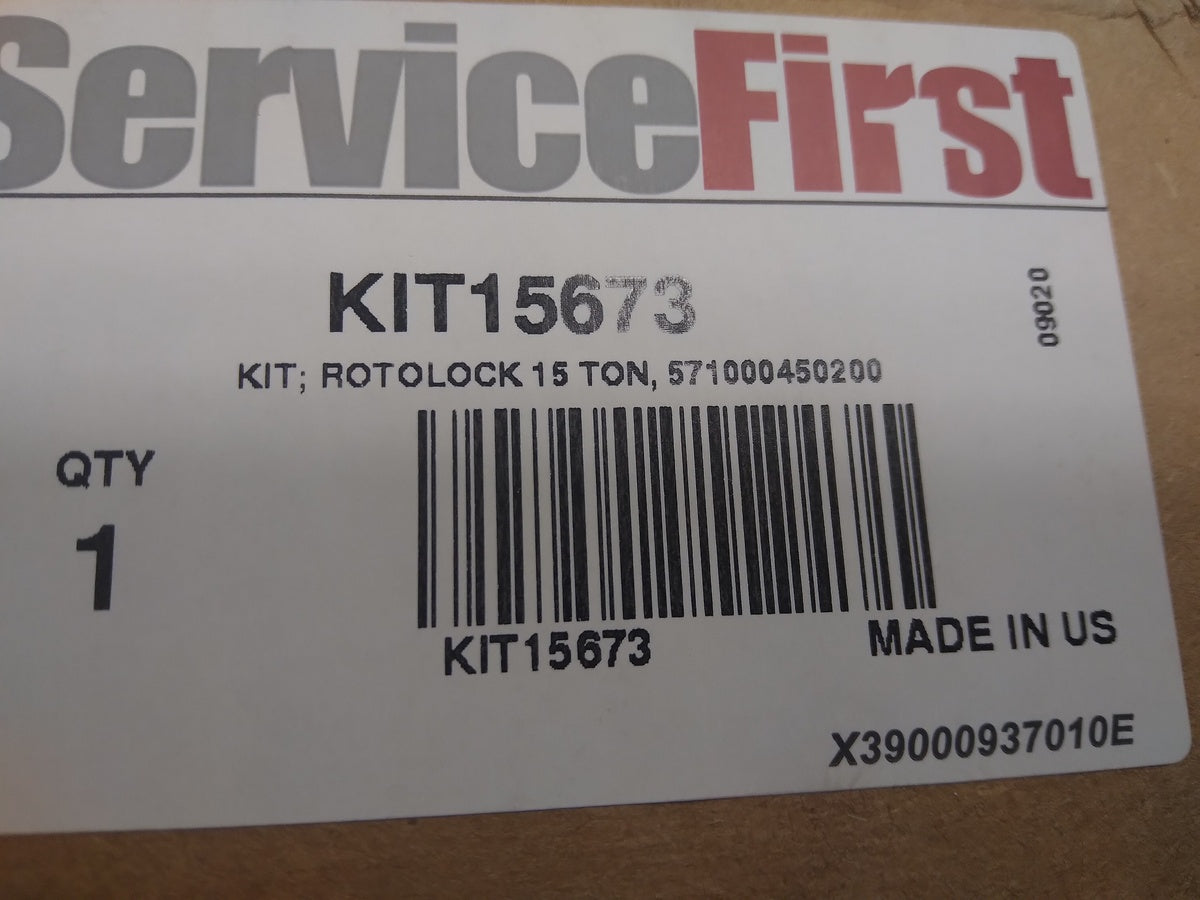 ServiceFirst
KIT15673
09020
KIT; ROTOLOCK 15 TON, 571000450200
QTY
1
KIT15673
MADE IN US
X39000937010E